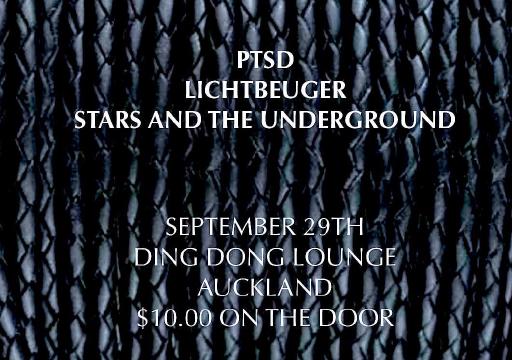 PTSD
LICHTBEUGER
STARS AND THE UNDERGROUND
SEPTEMBER 29TH
DING DONG LOUNGE
AUCKLAND
$10.00 ON THE DOOR